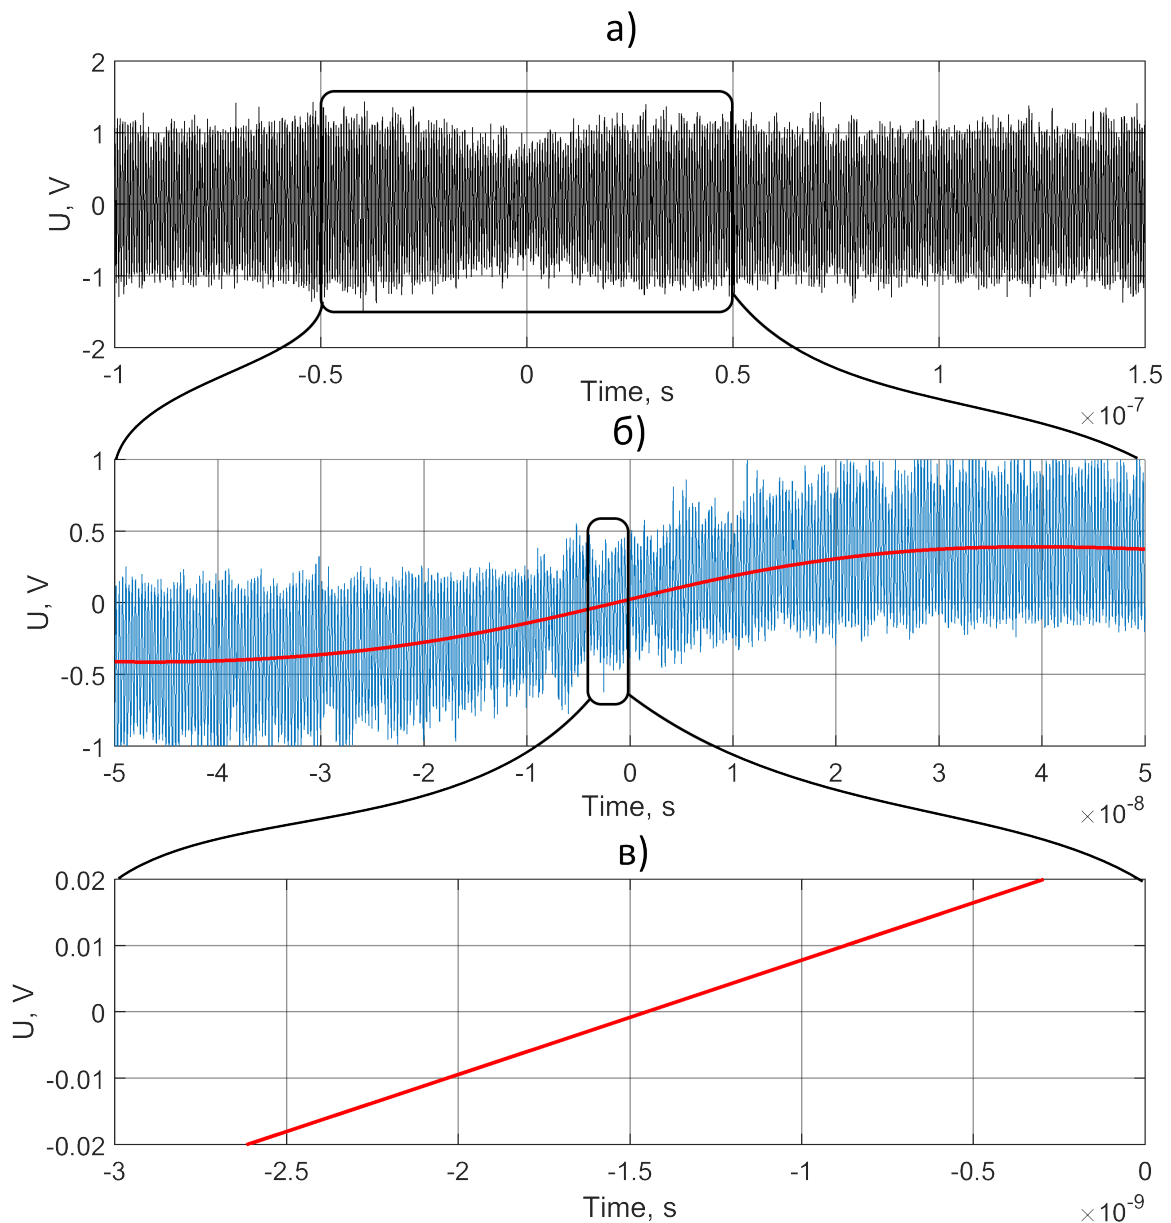 а)
2
1
0
-1
-2
U, V
-1 -0.5 0 0.5 1 1.5
Time, s
×10-7
б)
1
0.5
0
-0.5
-1
U, V
-5 -4 -3 -2 -1 0 1 2 3 4 5
Time, s
×10-8
в)
0.02
0.01
0
-0.01
-0.02
U, V
-3 -2.5 -2 -1.5 -1 -0.5 0
Time, s
×10-9